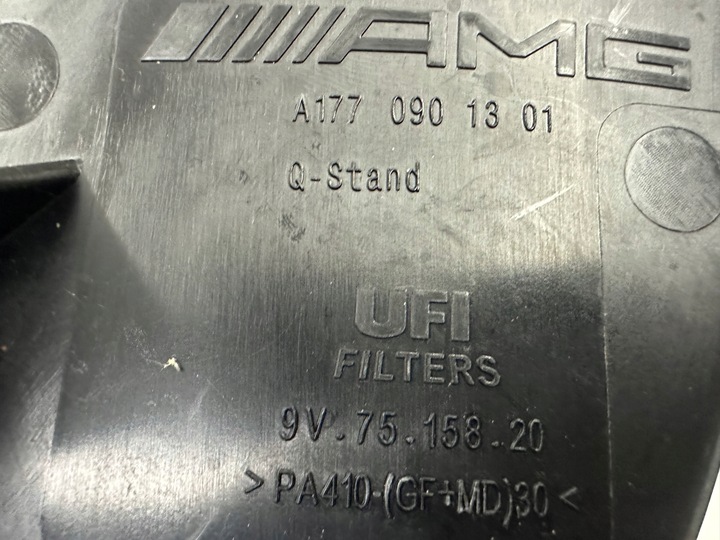 AMG
A177 090 13 01
Q-Stand
UFI
FILTERS
9V.75.158.20
>PA410-(GF+MD)30<